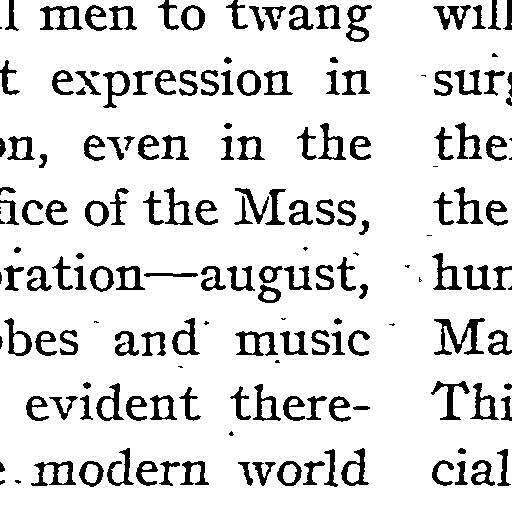 men to twang
t expression in
on, even in the
fice of the Mass,
oration—august,
obes and music
evident there-
e modern world
will
surg
ther
the
hun
Ma
Thi
cial